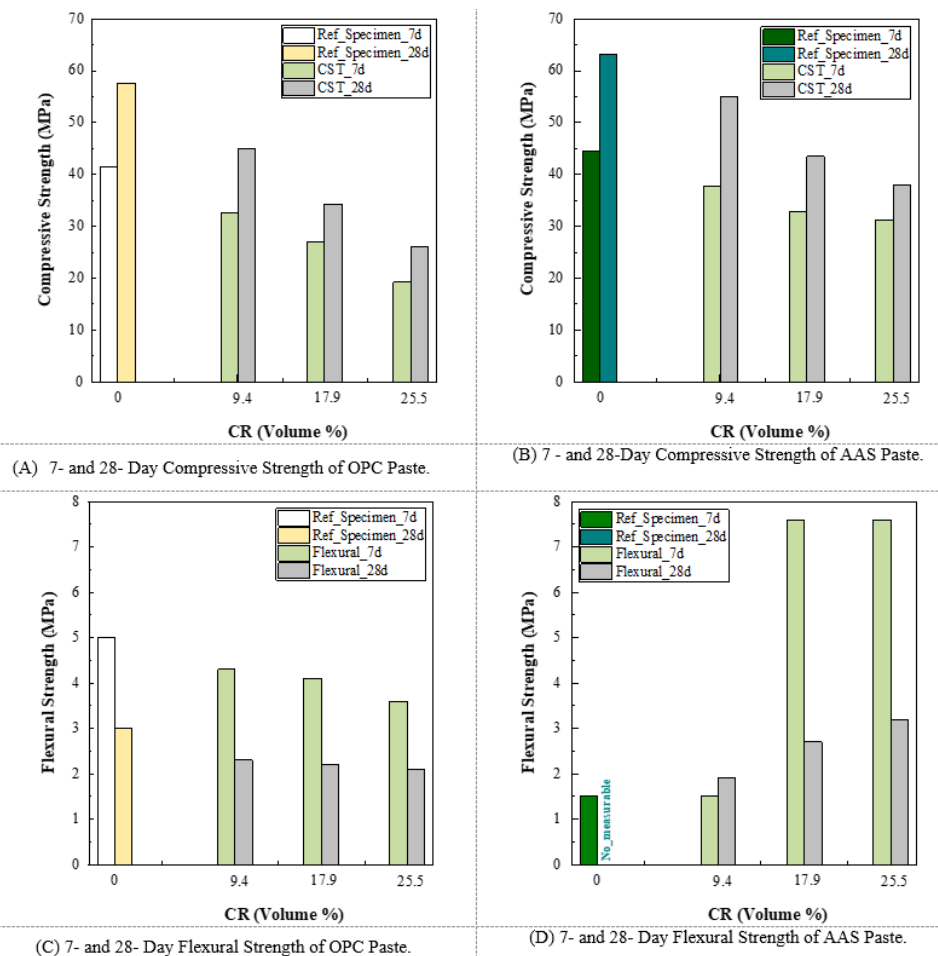 70
60
50
40
30
20
10
0
Compressive Strength (MPa)
Ref_Specimen_7d
Ref_Specimen_28d
CST_7d
CST_28d
0 9.4 17.9 25.5
CR (Volume %)
(A) 7- and 28- Day Compressive Strength of OPC Paste.
70
60
50
40
30
20
10
0
Compressive Strength (MPa)
Ref_Specimen_7d
Ref_Specimen_28d
CST_7d
CST_28d
0 9.4 17.9 25.5
CR (Volume %)
(B) 7 - and 28-Day Compressive Strength of AAS Paste.
8
7
6
5
4
3
2
1
0
Flexural Strength (MPa)
Ref_Specimen_7d
Ref_Specimen_28d
Flexural_7d
Flexural_28d
0 9.4 17.9 25.5
CR (Volume %)
(C) 7- and 28- Day Flexural Strength of OPC Paste.
8
7
6
5
4
3
2
1
0
Flexural Strength (MPa)
Ref_Specimen_7d
Ref_Specimen_28d
Flexural_7d
Flexural_28d
No_measurable
0 9.4 17.9 25.5
CR (Volume %)
(D) 7- and 28- Day Flexural Strength of AAS Paste.